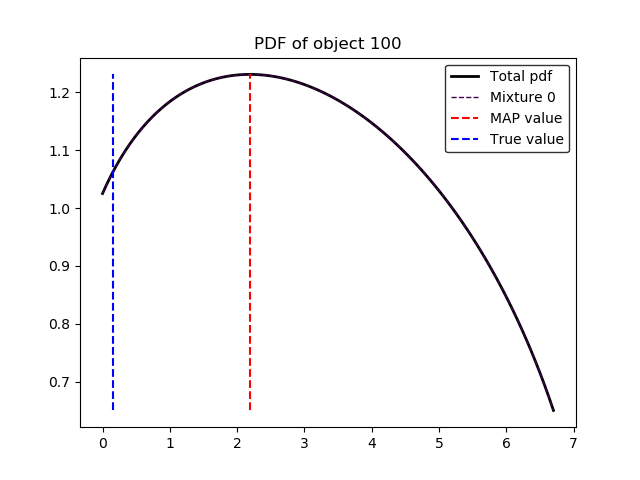 PDF of object 100
Total pdf
Mixture 0
MAP value
True value
1.2
1.1
1.0
0.9
0.8
0.7
0 1 2 3 4 5 6 7